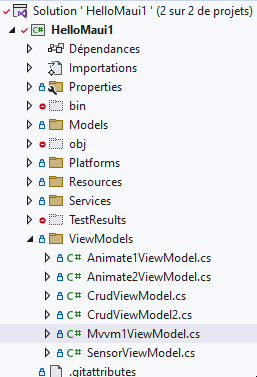 Solution ' HelloMaui1 ' (2 sur 2 de projets)
HelloMaui1
Dépendances
Importations
Properties
bin
Models
obj
Platforms
Resources
Services
TestResults
ViewModels
C# Animate1ViewModel.cs
C# Animate2ViewModel.cs
C# CrudViewModel.cs
C# CrudViewModel2.cs
C# Mvvm1ViewModel.cs
C# SensorViewModel.cs
.gitattributes